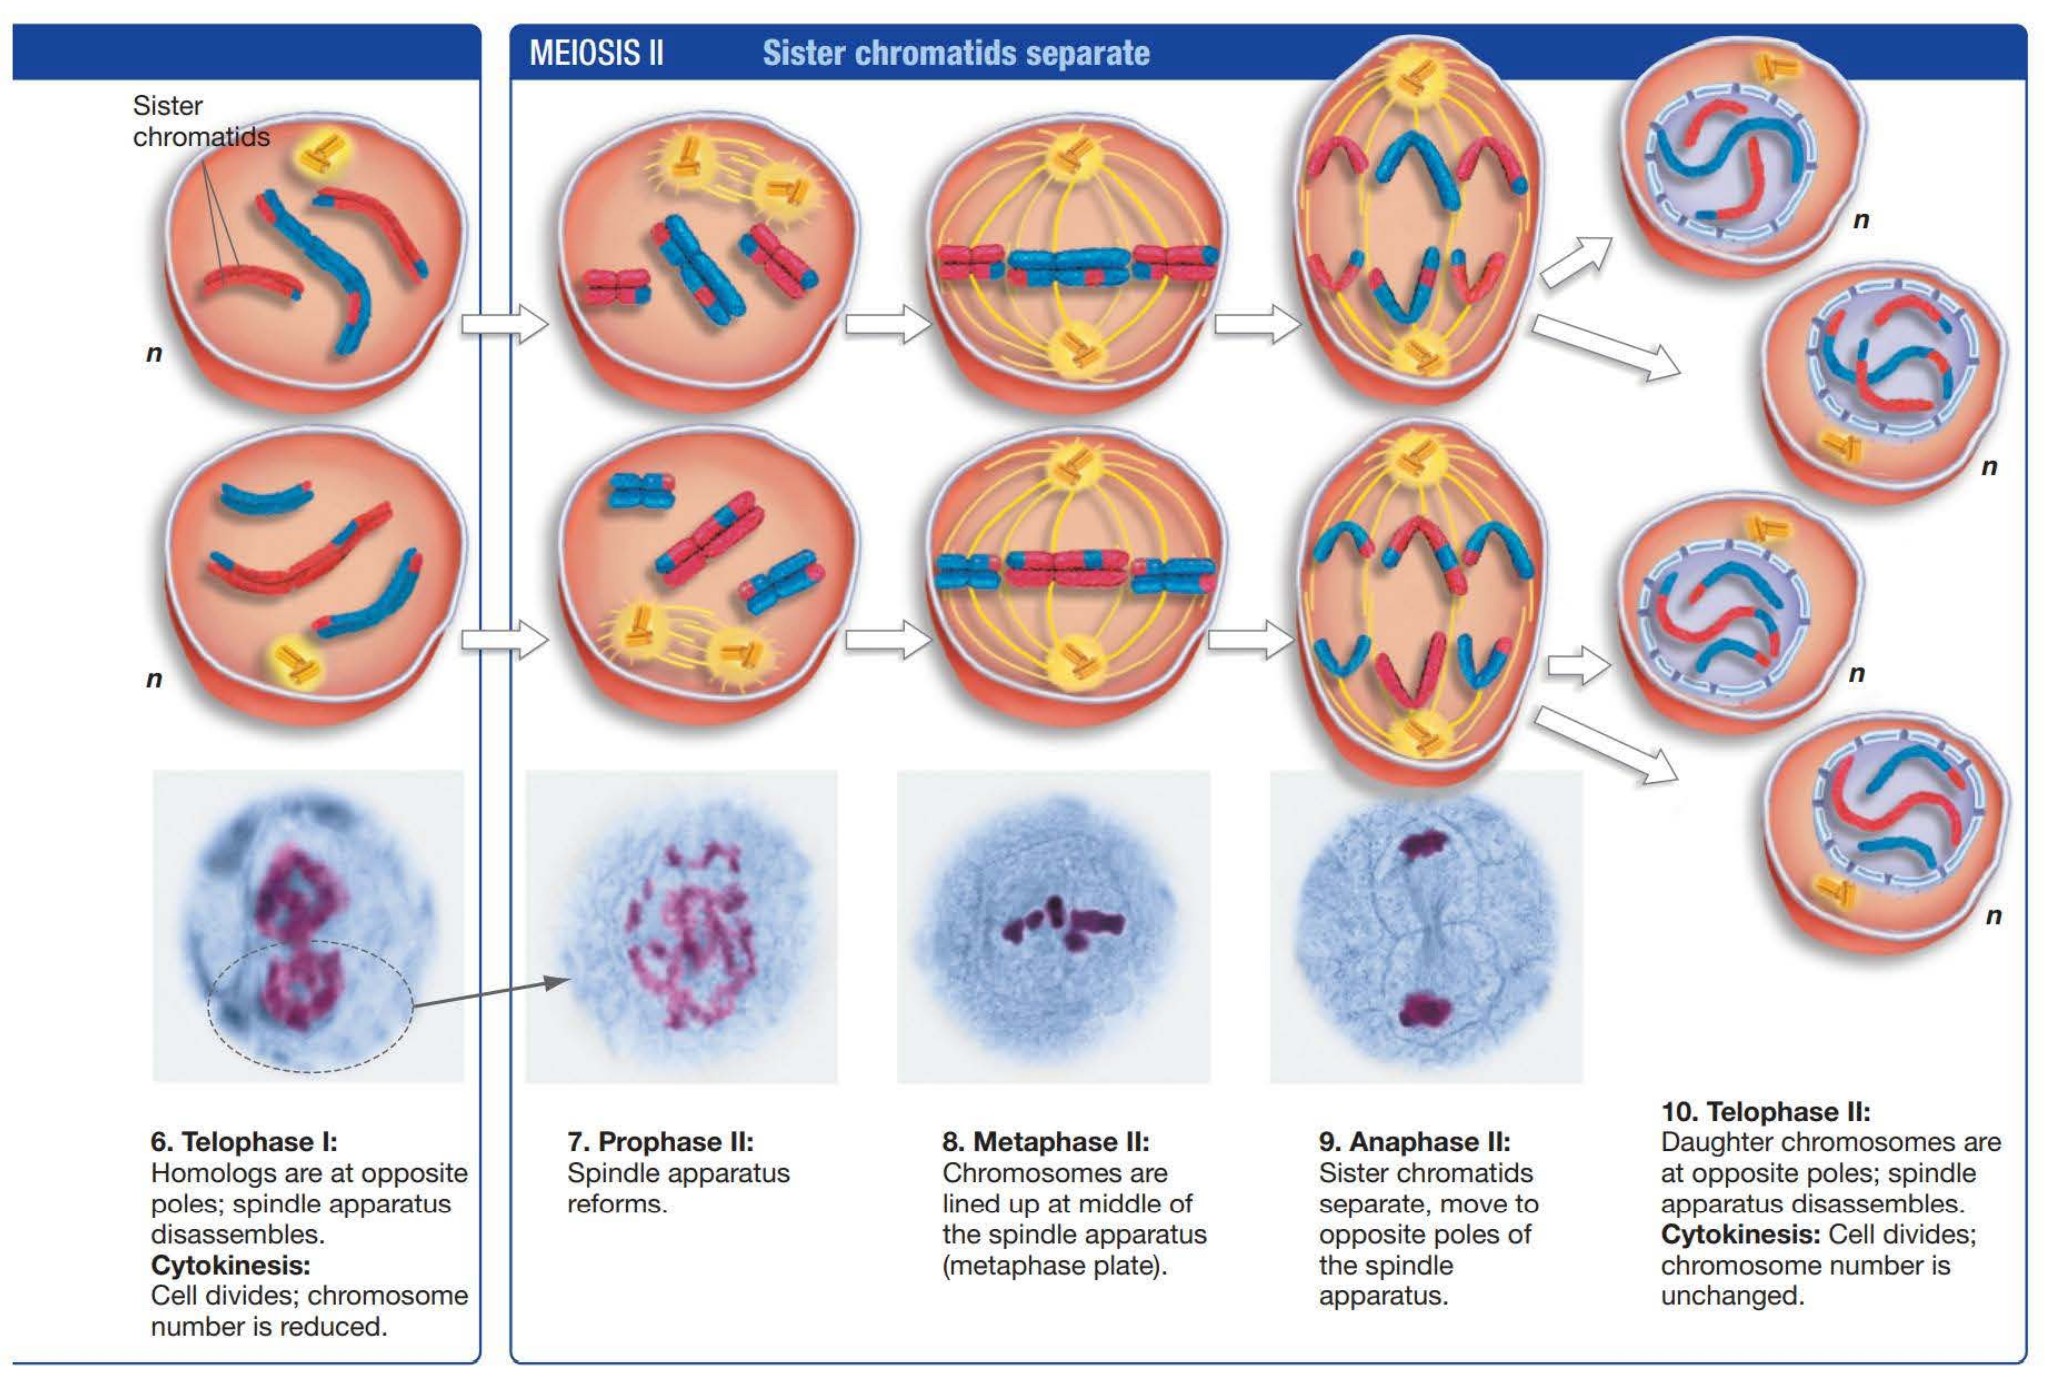 MEIOSIS II Sister chromatids separate
Sister
chromatids
n
n
n
n
n
n
6. Telophase I:
Homologs are at opposite
poles; spindle apparatus
disassembles.
Cytokinesis:
Cell divides; chromosome
number is reduced.
7. Prophase II:
Spindle apparatus
reforms.
8. Metaphase II:
Chromosomes are
lined up at middle of
the spindle apparatus
(metaphase plate).
9. Anaphase II:
Sister chromatids
separate, move to
opposite poles of
the spindle
apparatus.
10. Telophase II:
Daughter chromosomes are
at opposite poles; spindle
apparatus disassembles.
Cytokinesis: Cell divides;
chromosome number is
unchanged.